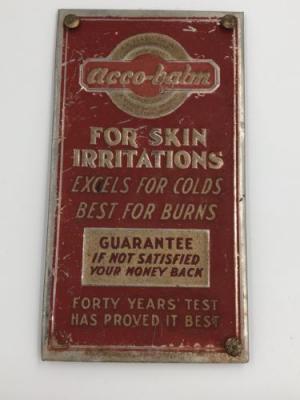 acco-balm
FOR SKIN
IRRITATIONS
EXCELS FOR COLDS
BEST FOR BURNS
GUARANTEE
IF NOT SATISFIED
YOUR MONEY BACK
FORTY YEARS' TEST
HAS PROVED IT BEST